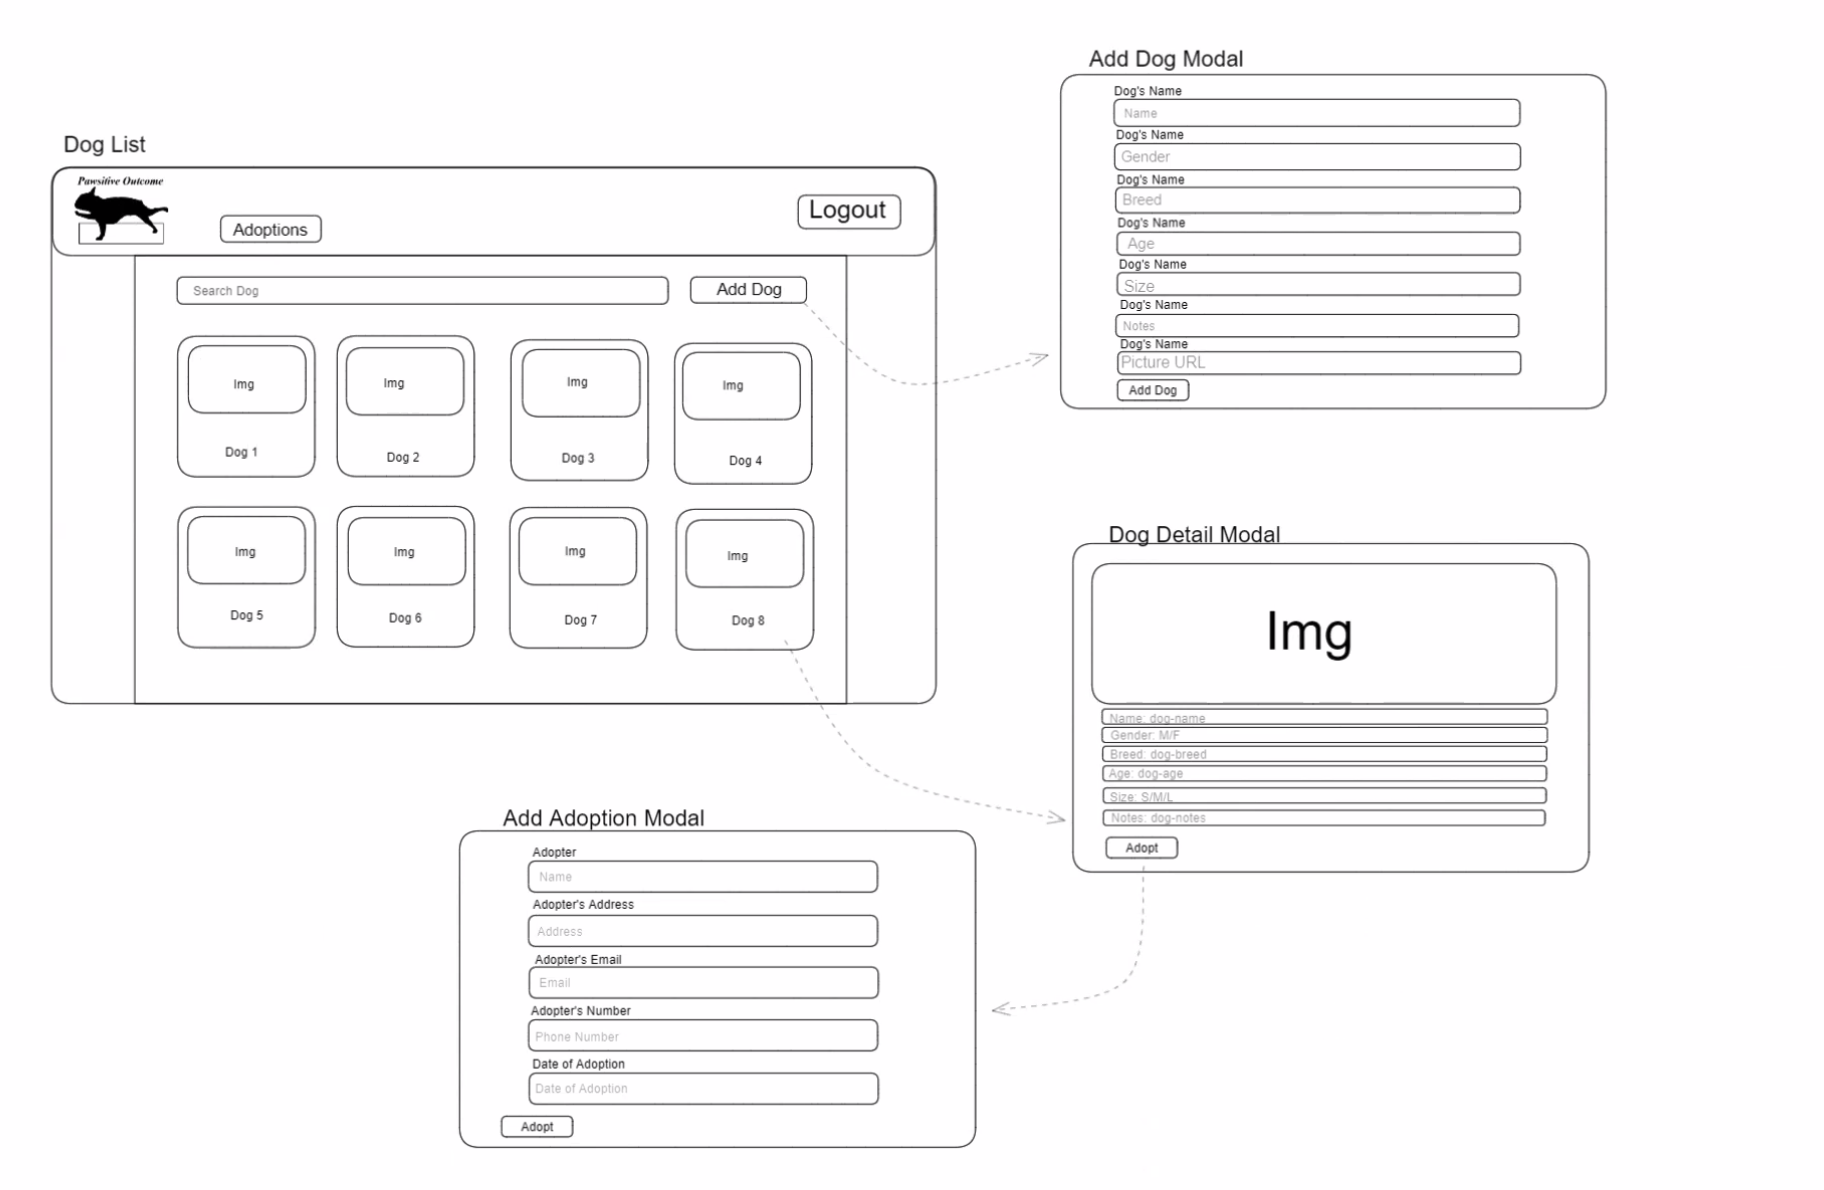 Dog List
Pawsitive Outcome
Adoptions
Logout
Search Dog
Add Dog
Img
Img
Img
Img
Dog 1
Dog 2
Dog 3
Dog 4
Img
Img
Img
Img
Dog 5
Dog 6
Dog 7
Dog 8
Add Dog Modal
Dog's Name
Name
Dog's Name
Gender
Dog's Name
Breed
Dog's Name
Age
Dog's Name
Size
Dog's Name
Notes
Dog's Name
Picture URL
Add Dog
Dog Detail Modal
Img
Name: dog-name
Gender: M/F
Breed: dog-breed
Age: dog-age
Size: S/M/L
Notes: dog-notes
Adopt
Add Adoption Modal
Adopter
Name
Adopter's Address
Address
Adopter's Email
Email
Adopter's Number
Phone Number
Date of Adoption
Date of Adoption
Adopt